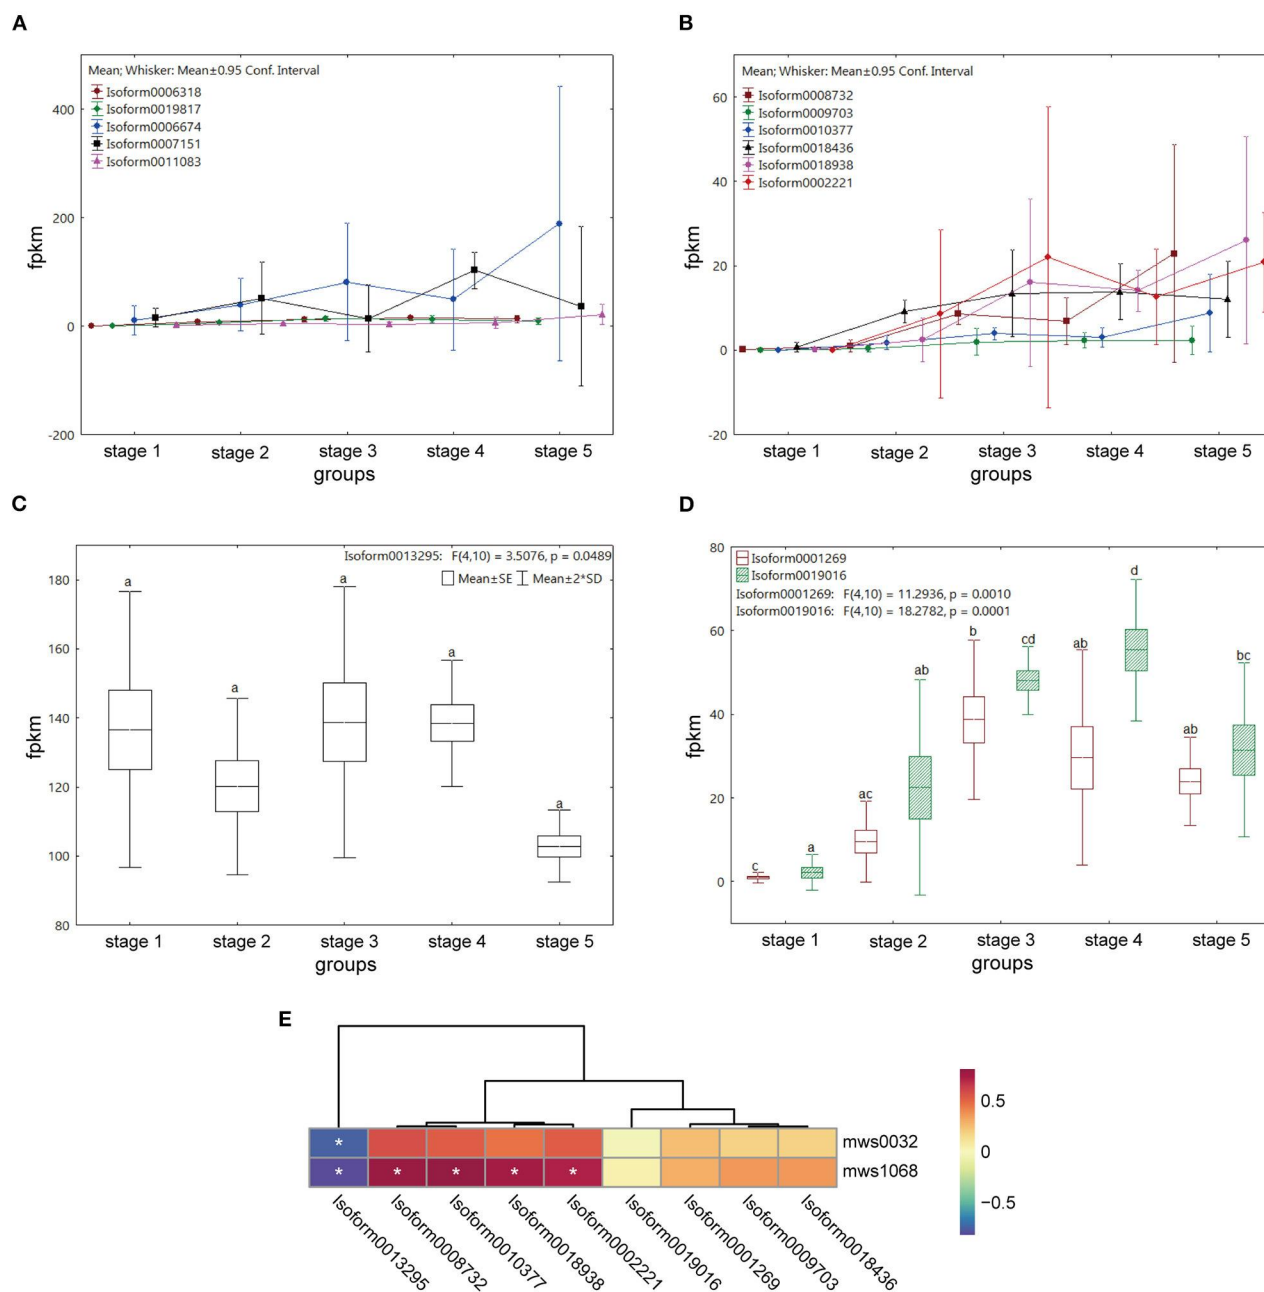 A
Mean; Whisker: Mean±0.95 Conf. Interval
Isoform0006318
Isoform0019817
Isoform0006674
Isoform0007151
Isoform0011083
400
200
0
-200
fpkm
stage 1 stage 2 stage 3 stage 4 stage 5
groups
B
Mean; Whisker: Mean±0.95 Conf. Interval
Isoform0008732
Isoform0009703
Isoform0010377
Isoform0018436
Isoform0018938
Isoform0002221
60
40
20
0
-20
fpkm
stage 1 stage 2 stage 3 stage 4 stage 5
groups
C
Isoform0013295: F(4,10) = 3.5076, p = 0.0489
Mean±SE Mean±2*SD
180
160
140
120
100
80
fpkm
a a a a a
stage 1 stage 2 stage 3 stage 4 stage 5
groups
D
Isoform0001269
Isoform0019016
Isoform0001269: F(4,10) = 11.2936, p = 0.0010
Isoform0019016: F(4,10) = 18.2782, p = 0.0001
80
60
40
20
0
fpkm
c a ac ab b cd ab d ab bc
stage 1 stage 2 stage 3 stage 4 stage 5
groups
E
* mws0032
* * * * * mws1068
Isoform0013295
Isoform0008732
Isoform0010377
Isoform0018938
Isoform0002221
Isoform0019016
Isoform0001269
Isoform0009703
Isoform0018436
0.5
0
−0.5